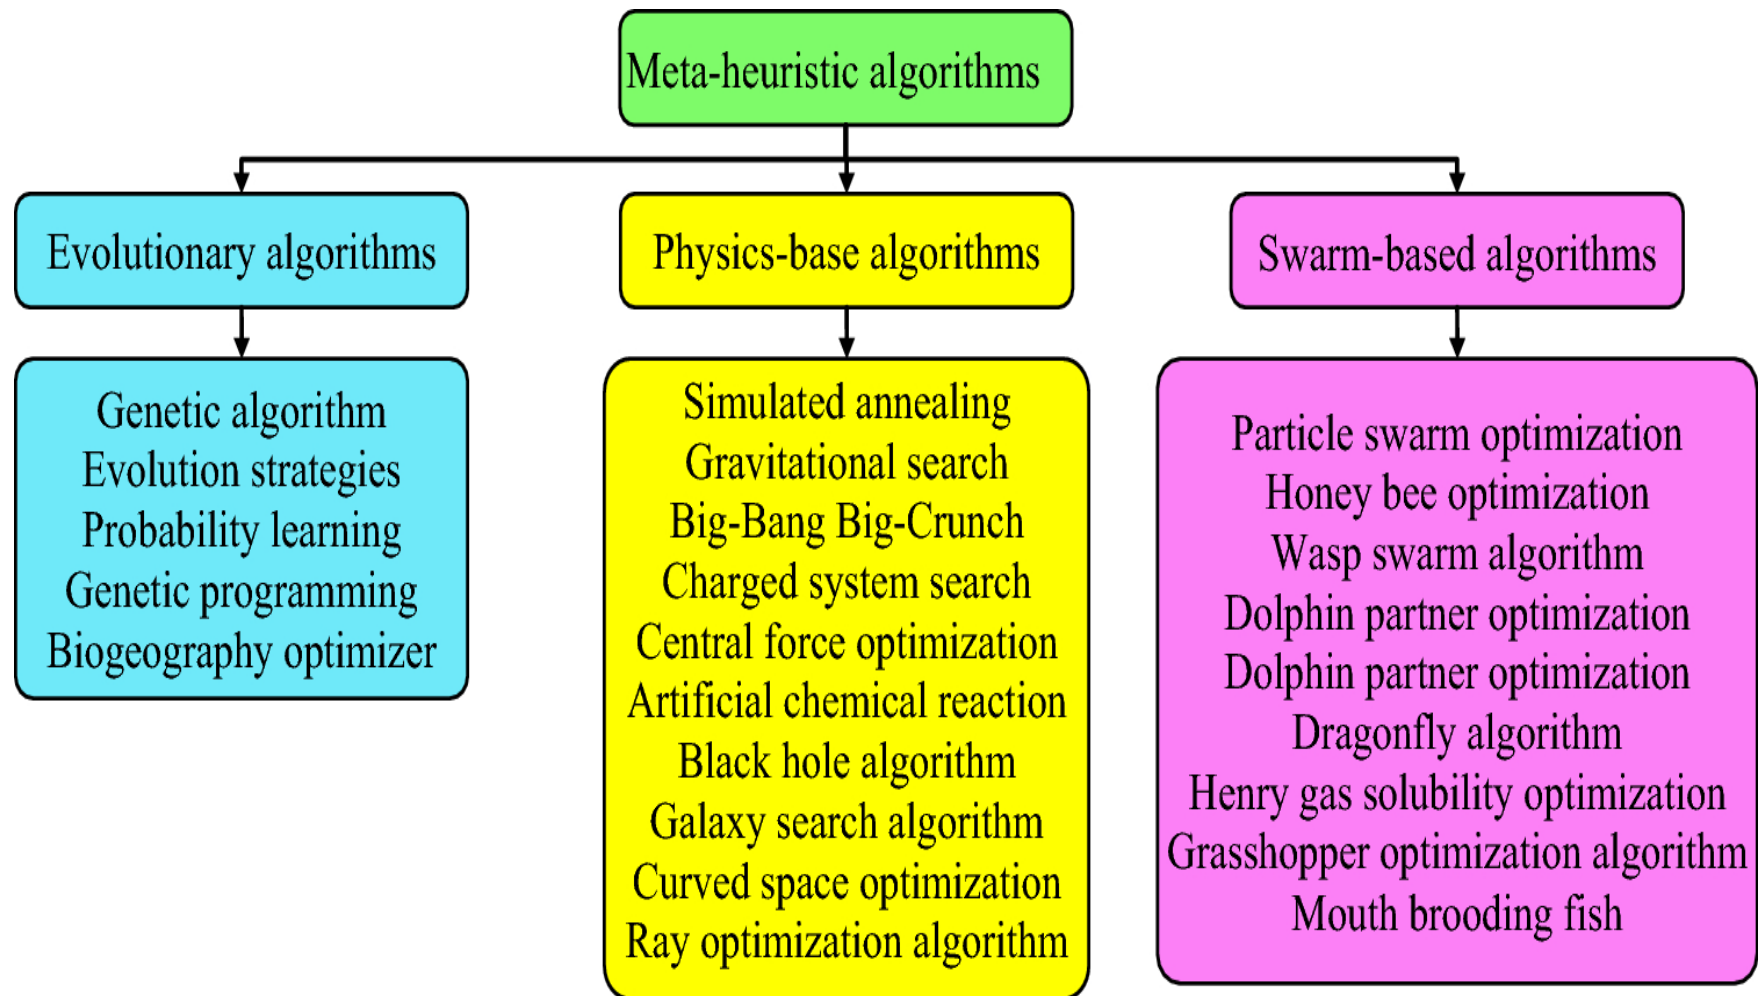 Meta-heuristic algorithms
Evolutionary algorithms
Physics-base algorithms
Swarm-based algorithms
Genetic algorithm
Evolution strategies
Probability learning
Genetic programming
Biogeography optimizer
Simulated annealing
Gravitational search
Big-Bang Big-Crunch
Charged system search
Central force optimization
Artificial chemical reaction
Black hole algorithm
Galaxy search algorithm
Curved space optimization
Ray optimization algorithm
Particle swarm optimization
Honey bee optimization
Wasp swarm algorithm
Dolphin partner optimization
Dolphin partner optimization
Dragonfly algorithm
Henry gas solubility optimization
Grasshopper optimization algorithm
Mouth brooding fish